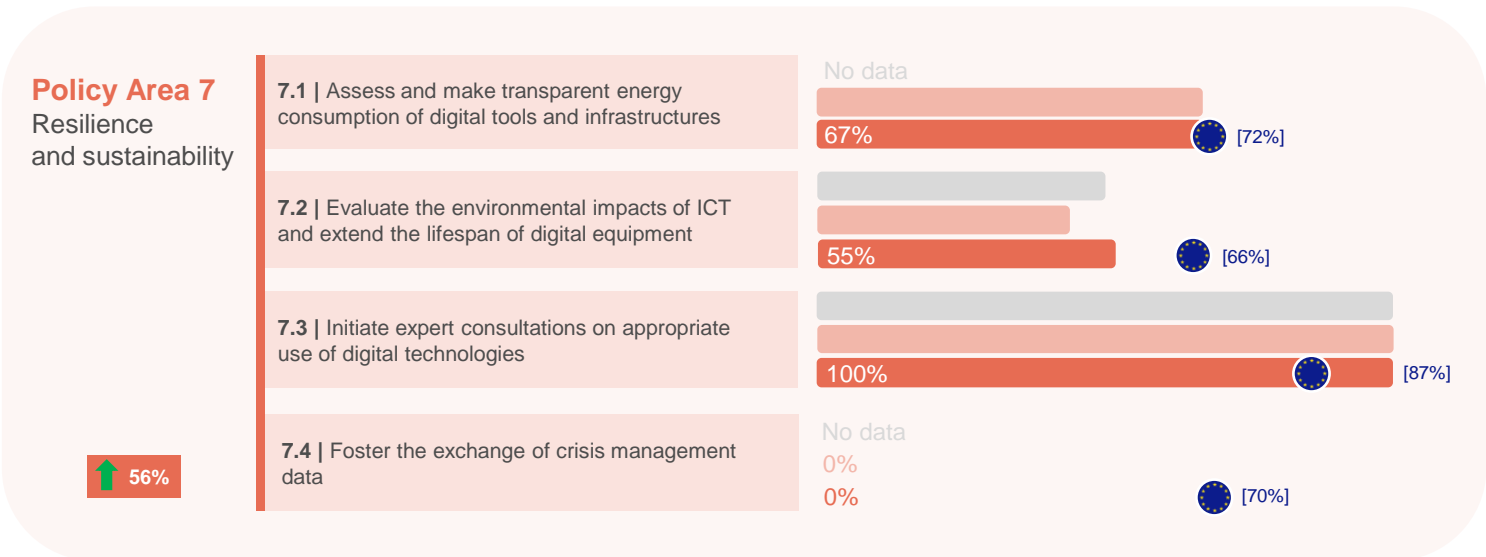 Policy Area 7
Resilience
and sustainability
56%
7.1 | Assess and make transparent energy
consumption of digital tools and infrastructures
No data
67%
[72%]
7.2 | Evaluate the environmental impacts of ICT
and extend the lifespan of digital equipment
55%
[66%]
7.3 | Initiate expert consultations on appropriate
use of digital technologies
100%
[87%]
7.4 | Foster the exchange of crisis management
data
No data
0%
0%
[70%]